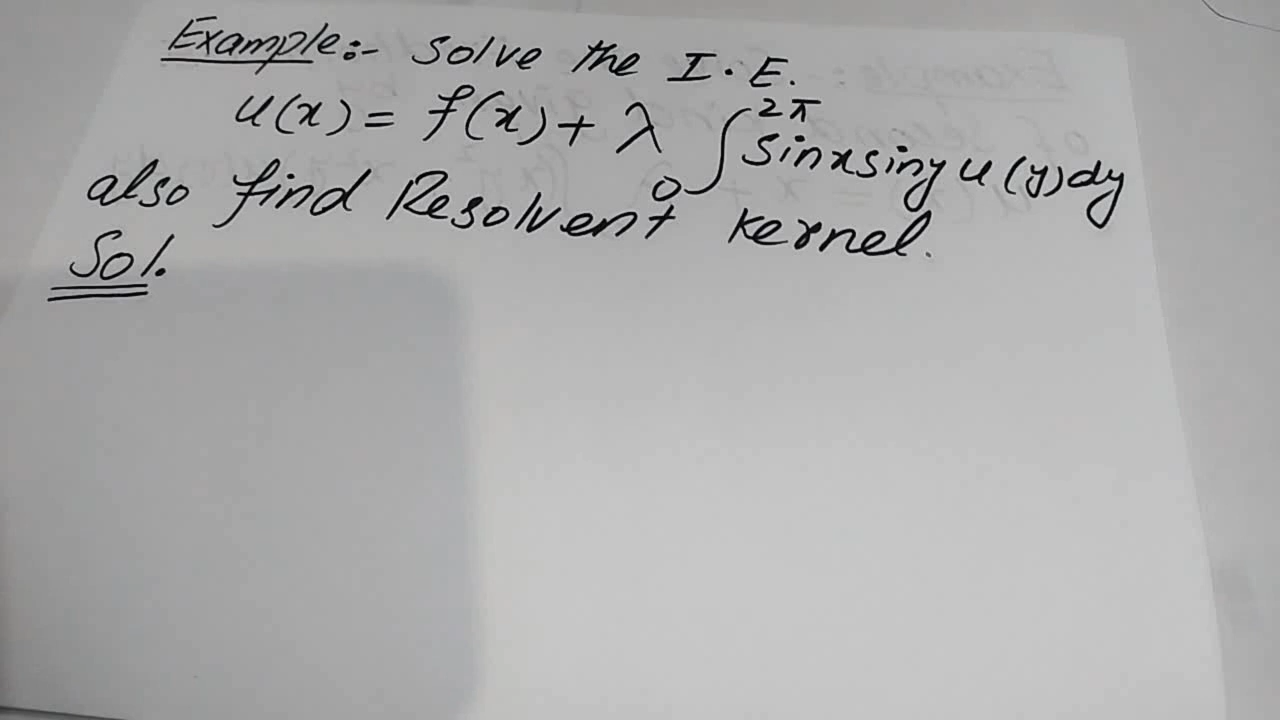 Example:- Solve the I.E.
u(x) = f(x) + λ ∫₀^2π sinx siny u(y)dy
also find Resolvent kernel.
Sol.